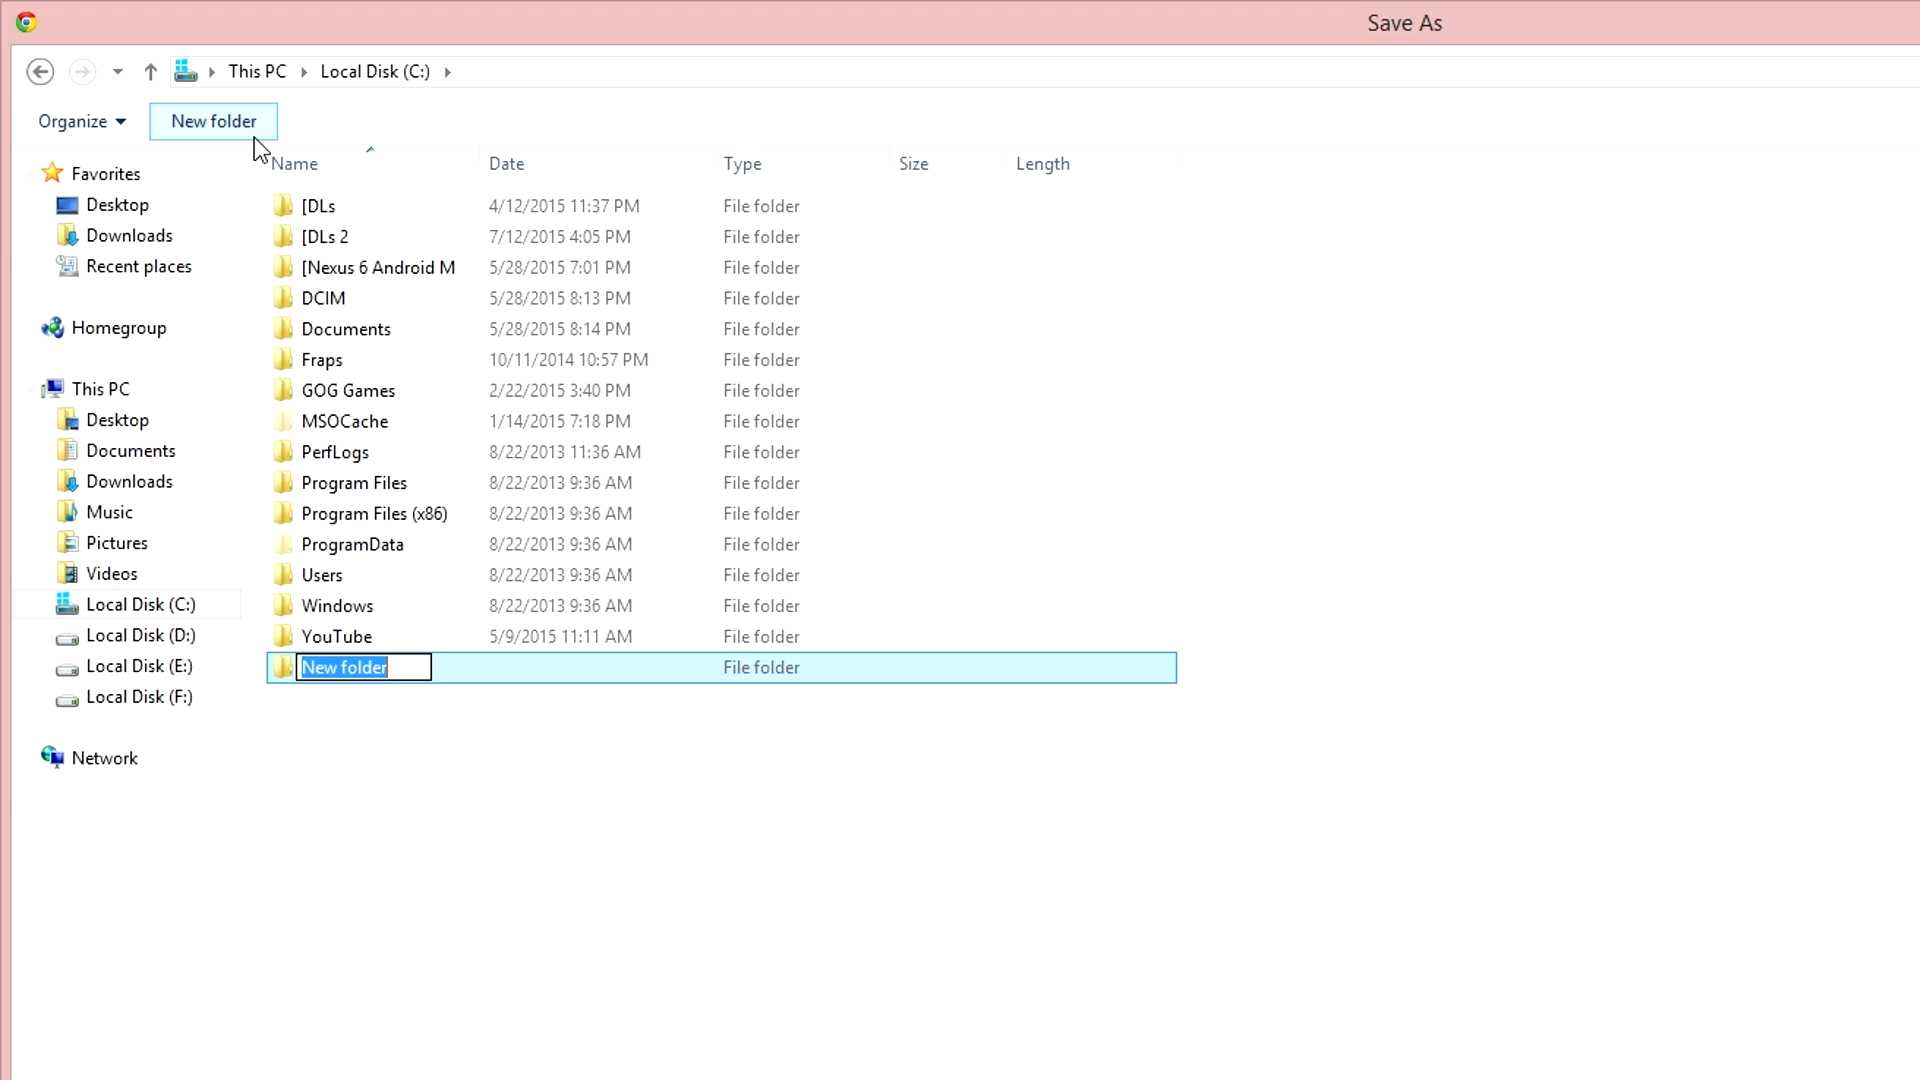 Save As
This PC Local Disk (C:)
Organize New folder
Name Date Type Size Length
Favorites
Desktop
Downloads
Recent places
Homegroup
This PC
Desktop
Documents
Downloads
Music
Pictures
Videos
Local Disk (C:)
Local Disk (D:)
Local Disk (E:)
Local Disk (F:)
Network
[DLs 4/12/2015 11:37 PM File folder
[DLs 2 7/12/2015 4:05 PM File folder
[Nexus 6 Android M 5/28/2015 7:01 PM File folder
DCIM 5/28/2015 8:13 PM File folder
Documents 5/28/2015 8:14 PM File folder
Fraps 10/11/2014 10:57 PM File folder
GOG Games 2/22/2015 3:40 PM File folder
MSOCache 1/14/2015 7:18 PM File folder
PerfLogs 8/22/2013 11:36 AM File folder
Program Files 8/22/2013 9:36 AM File folder
Program Files (x86) 8/22/2013 9:36 AM File folder
ProgramData 8/22/2013 9:36 AM File folder
Users 8/22/2013 9:36 AM File folder
Windows 8/22/2013 9:36 AM File folder
YouTube 5/9/2015 11:11 AM File folder
New folder File folder